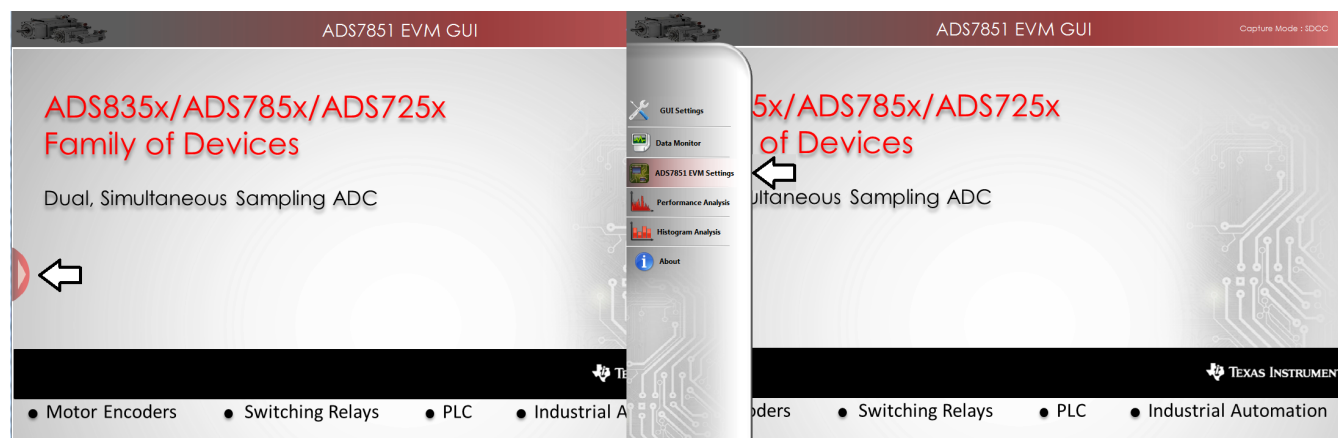 ADS7851 EVM GUI
ADS835x/ADS785x/ADS725x
Family of Devices
Dual, Simultaneous Sampling ADC
● Motor Encoders ● Switching Relays ● PLC ● Industrial A
ADS7851 EVM GUI
Capture Mode : SDCC
GUI Settings
Data Monitor
ADS7851 EVM Settings
Performance Analysis
Histogram Analysis
About
5x/ADS785x/ADS725x
of Devices
ultaneous Sampling ADC
TEXAS INSTRUMEN
oders ● Switching Relays ● PLC ● Industrial Automation